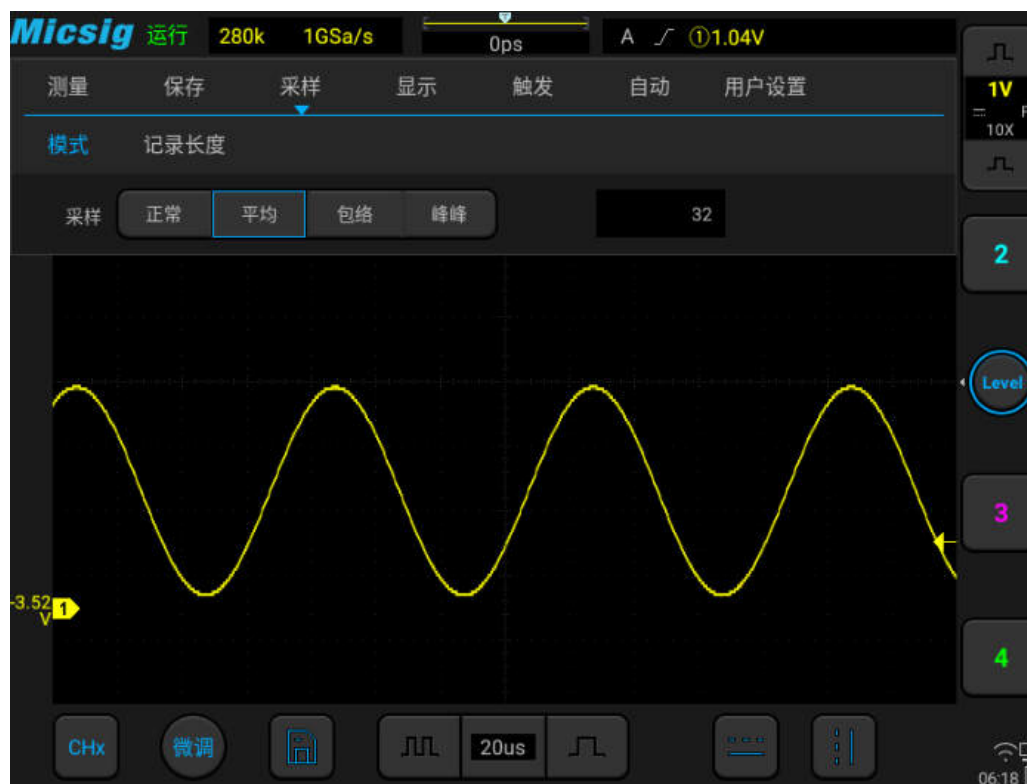 Micsig 运行 280k 1GSa/s 0ps A ①1.04V
测量 保存 采样 显示 触发 自动 用户设置
模式 记录长度
采样 正常 平均 包络 峰峰 32
1V
10X
2
Level
3
-3.52
V
1
4
CHx 微调 20us
06:18